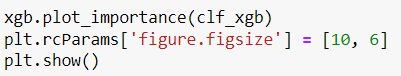 xgb.plot_importance(clf_xgb)
plt.rcParams['figure.figsize'] = [10, 6]
plt.show()